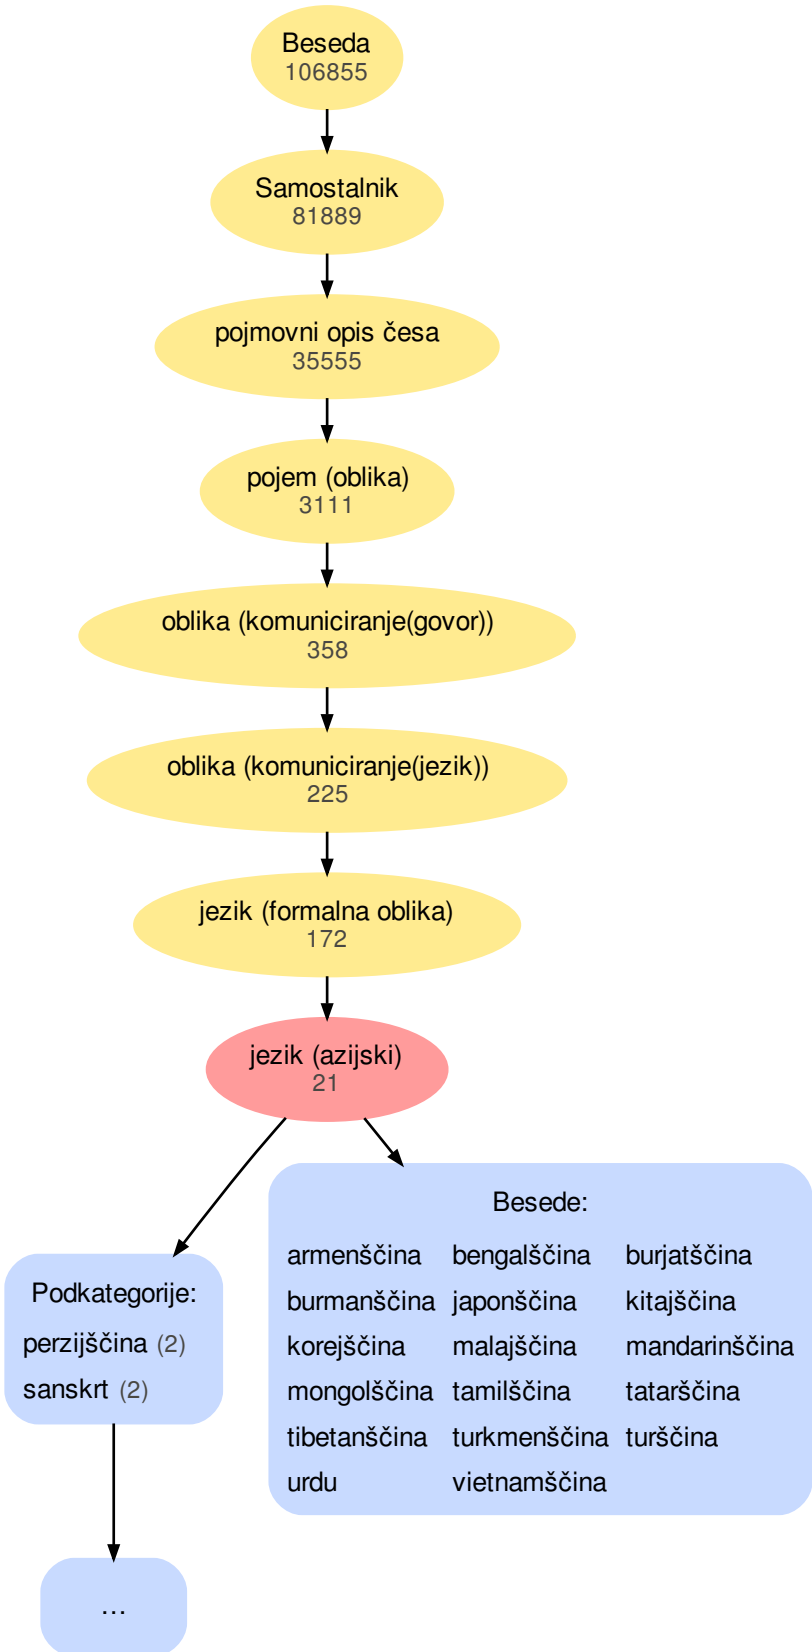 Beseda
106855
Samostalnik
81889
pojmovni opis česa
35555
pojem (oblika)
3111
oblika (komuniciranje(govor))
358
oblika (komuniciranje(jezik))
225
jezik (formalna oblika)
172
jezik (azijski)
21
Podkategorije:
perzijščina (2)
sanskrt (2)
...
Besede:
armenščina bengalščina burjatščina
burmanščina japonščina kitajščina
korejščina malajščina mandarinščina
mongolščina tamilščina tatarščina
tibetanščina turkmenščina turščina
urdu vietnamščina